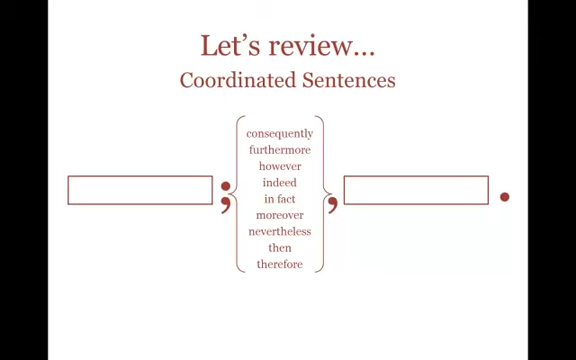 Let's review...
Coordinated Sentences
consequently
furthermore
however
indeed
; in fact , .
moreover
nevertheless
then
therefore